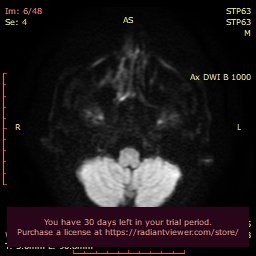 Im: 6/48
Se: 4
AS
STP63
STP63
M
Ax DWI B 1000
R
L
You have 30 days left in your trial period.
Purchase a license at https://radiantviewer.com/store/